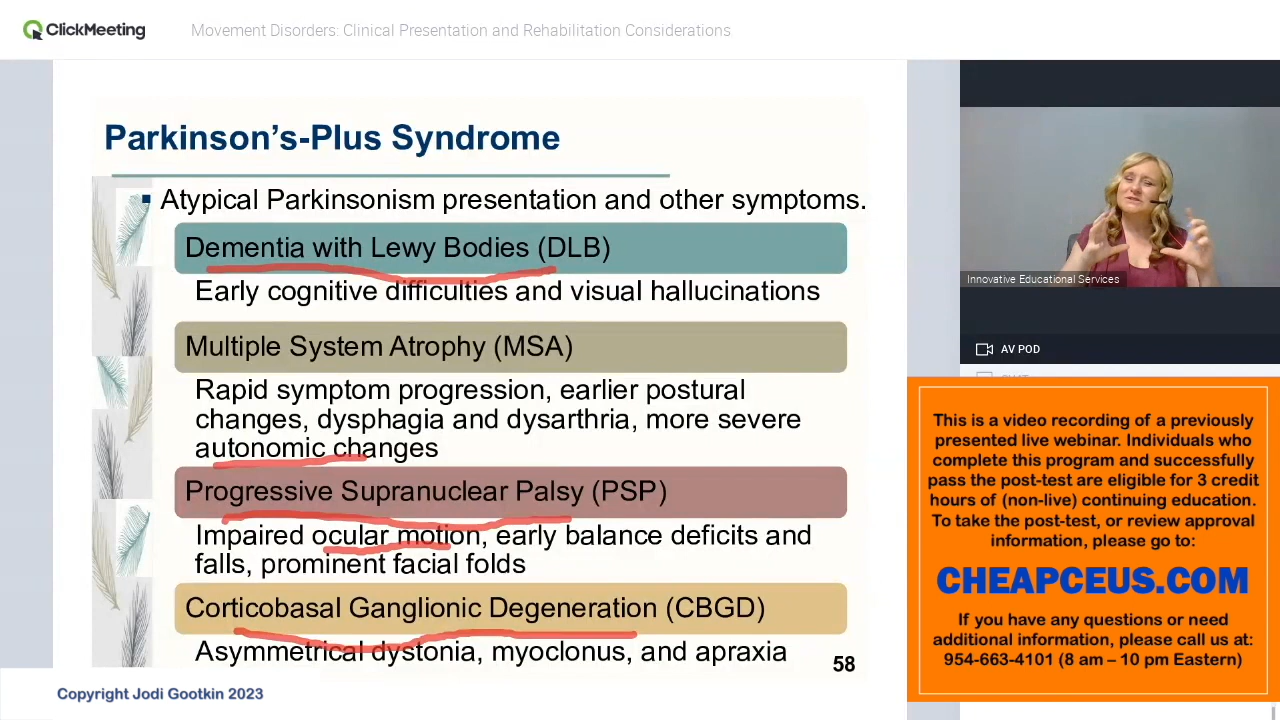 ClickMeeting
Movement Disorders: Clinical Presentation and Rehabilitation Considerations
Parkinson's-Plus Syndrome
Atypical Parkinsonism presentation and other symptoms.
Dementia with Lewy Bodies (DLB)
Early cognitive difficulties and visual hallucinations
Multiple System Atrophy (MSA)
Rapid symptom progression, earlier postural
changes, dysphagia and dysarthria, more severe
autonomic changes
Progressive Supranuclear Palsy (PSP)
Impaired ocular motion, early balance deficits and
falls, prominent facial folds
Corticobasal Ganglionic Degeneration (CBGD)
Asymmetrical dystonia, myoclonus, and apraxia
58
Copyright Jodi Gootkin 2023
Innovative Educational Services
AV POD
This is a video recording of a previously
presented live webinar. Individuals who
complete this program and successfully
pass the post-test are eligible for 3 credit
hours of (non-live) continuing education.
To take the post-test, or review approval
information, please go to:
CHEAPCEUS.COM
If you have any questions or need
additional information, please call us at:
954-663-4101 (8 am – 10 pm Eastern)